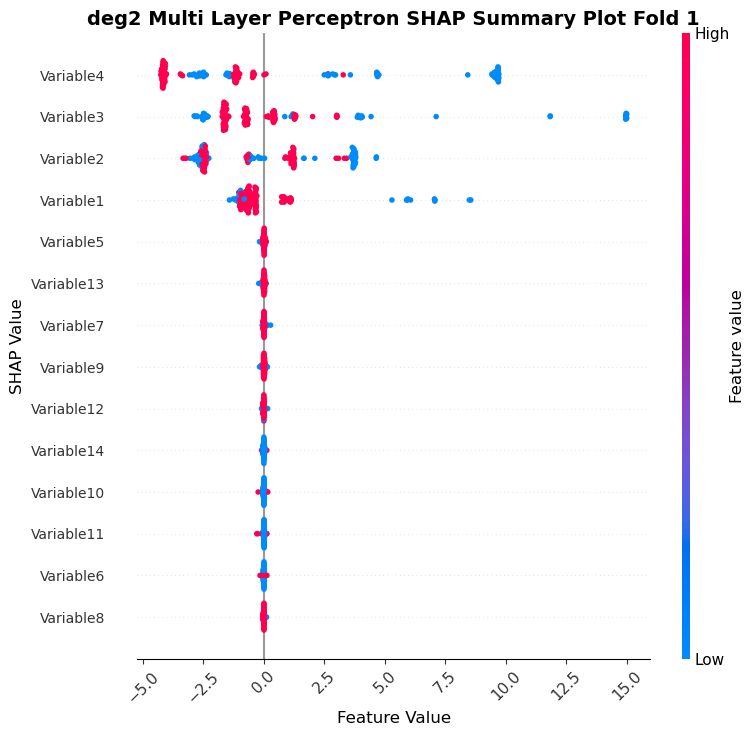 deg2 Multi Layer Perceptron SHAP Summary Plot Fold 1
High
Variable4
Variable3
Variable2
Variable1
Variable5
Variable13
Variable7
Variable9
Variable12
Variable14
Variable10
Variable11
Variable6
Variable8
SHAP Value
Feature value
Low
−5.0
−2.5
0.0
2.5
5.0
7.5
10.0
12.5
15.0
Feature Value